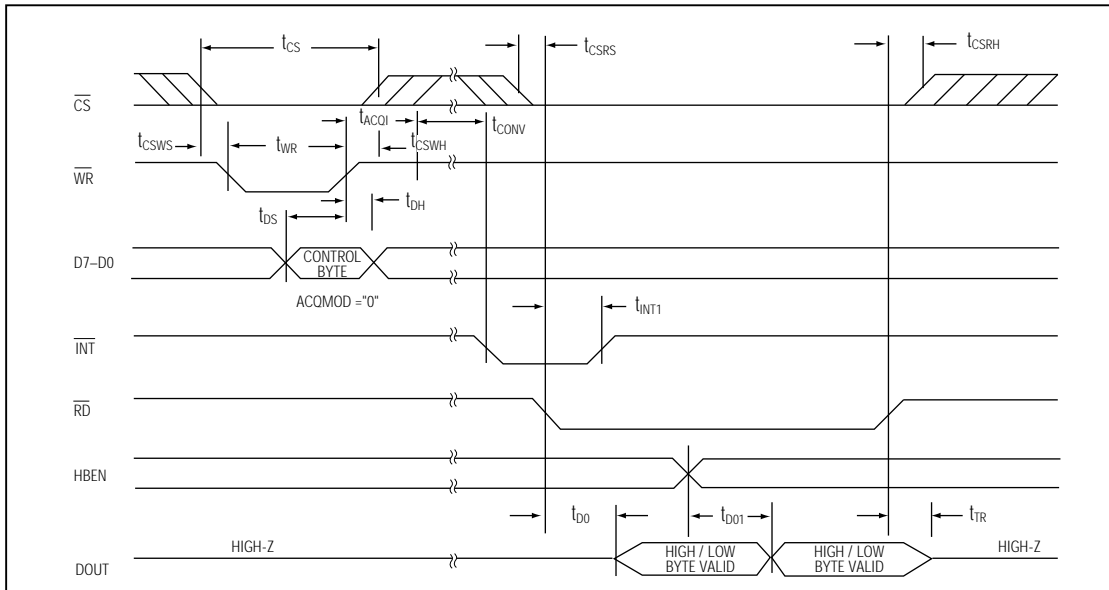 tCS
tCSRS
tCSRH
CS
tACQI
tCONV
tCSWS
tWR
tCSWH
WR
tDS
tDH
D7–D0
CONTROL
BYTE
ACQMOD ="0"
tINT1
INT
RD
HBEN
tD0
tD01
tTR
HIGH-Z
HIGH / LOW
BYTE VALID
HIGH / LOW
BYTE VALID
HIGH-Z
DOUT